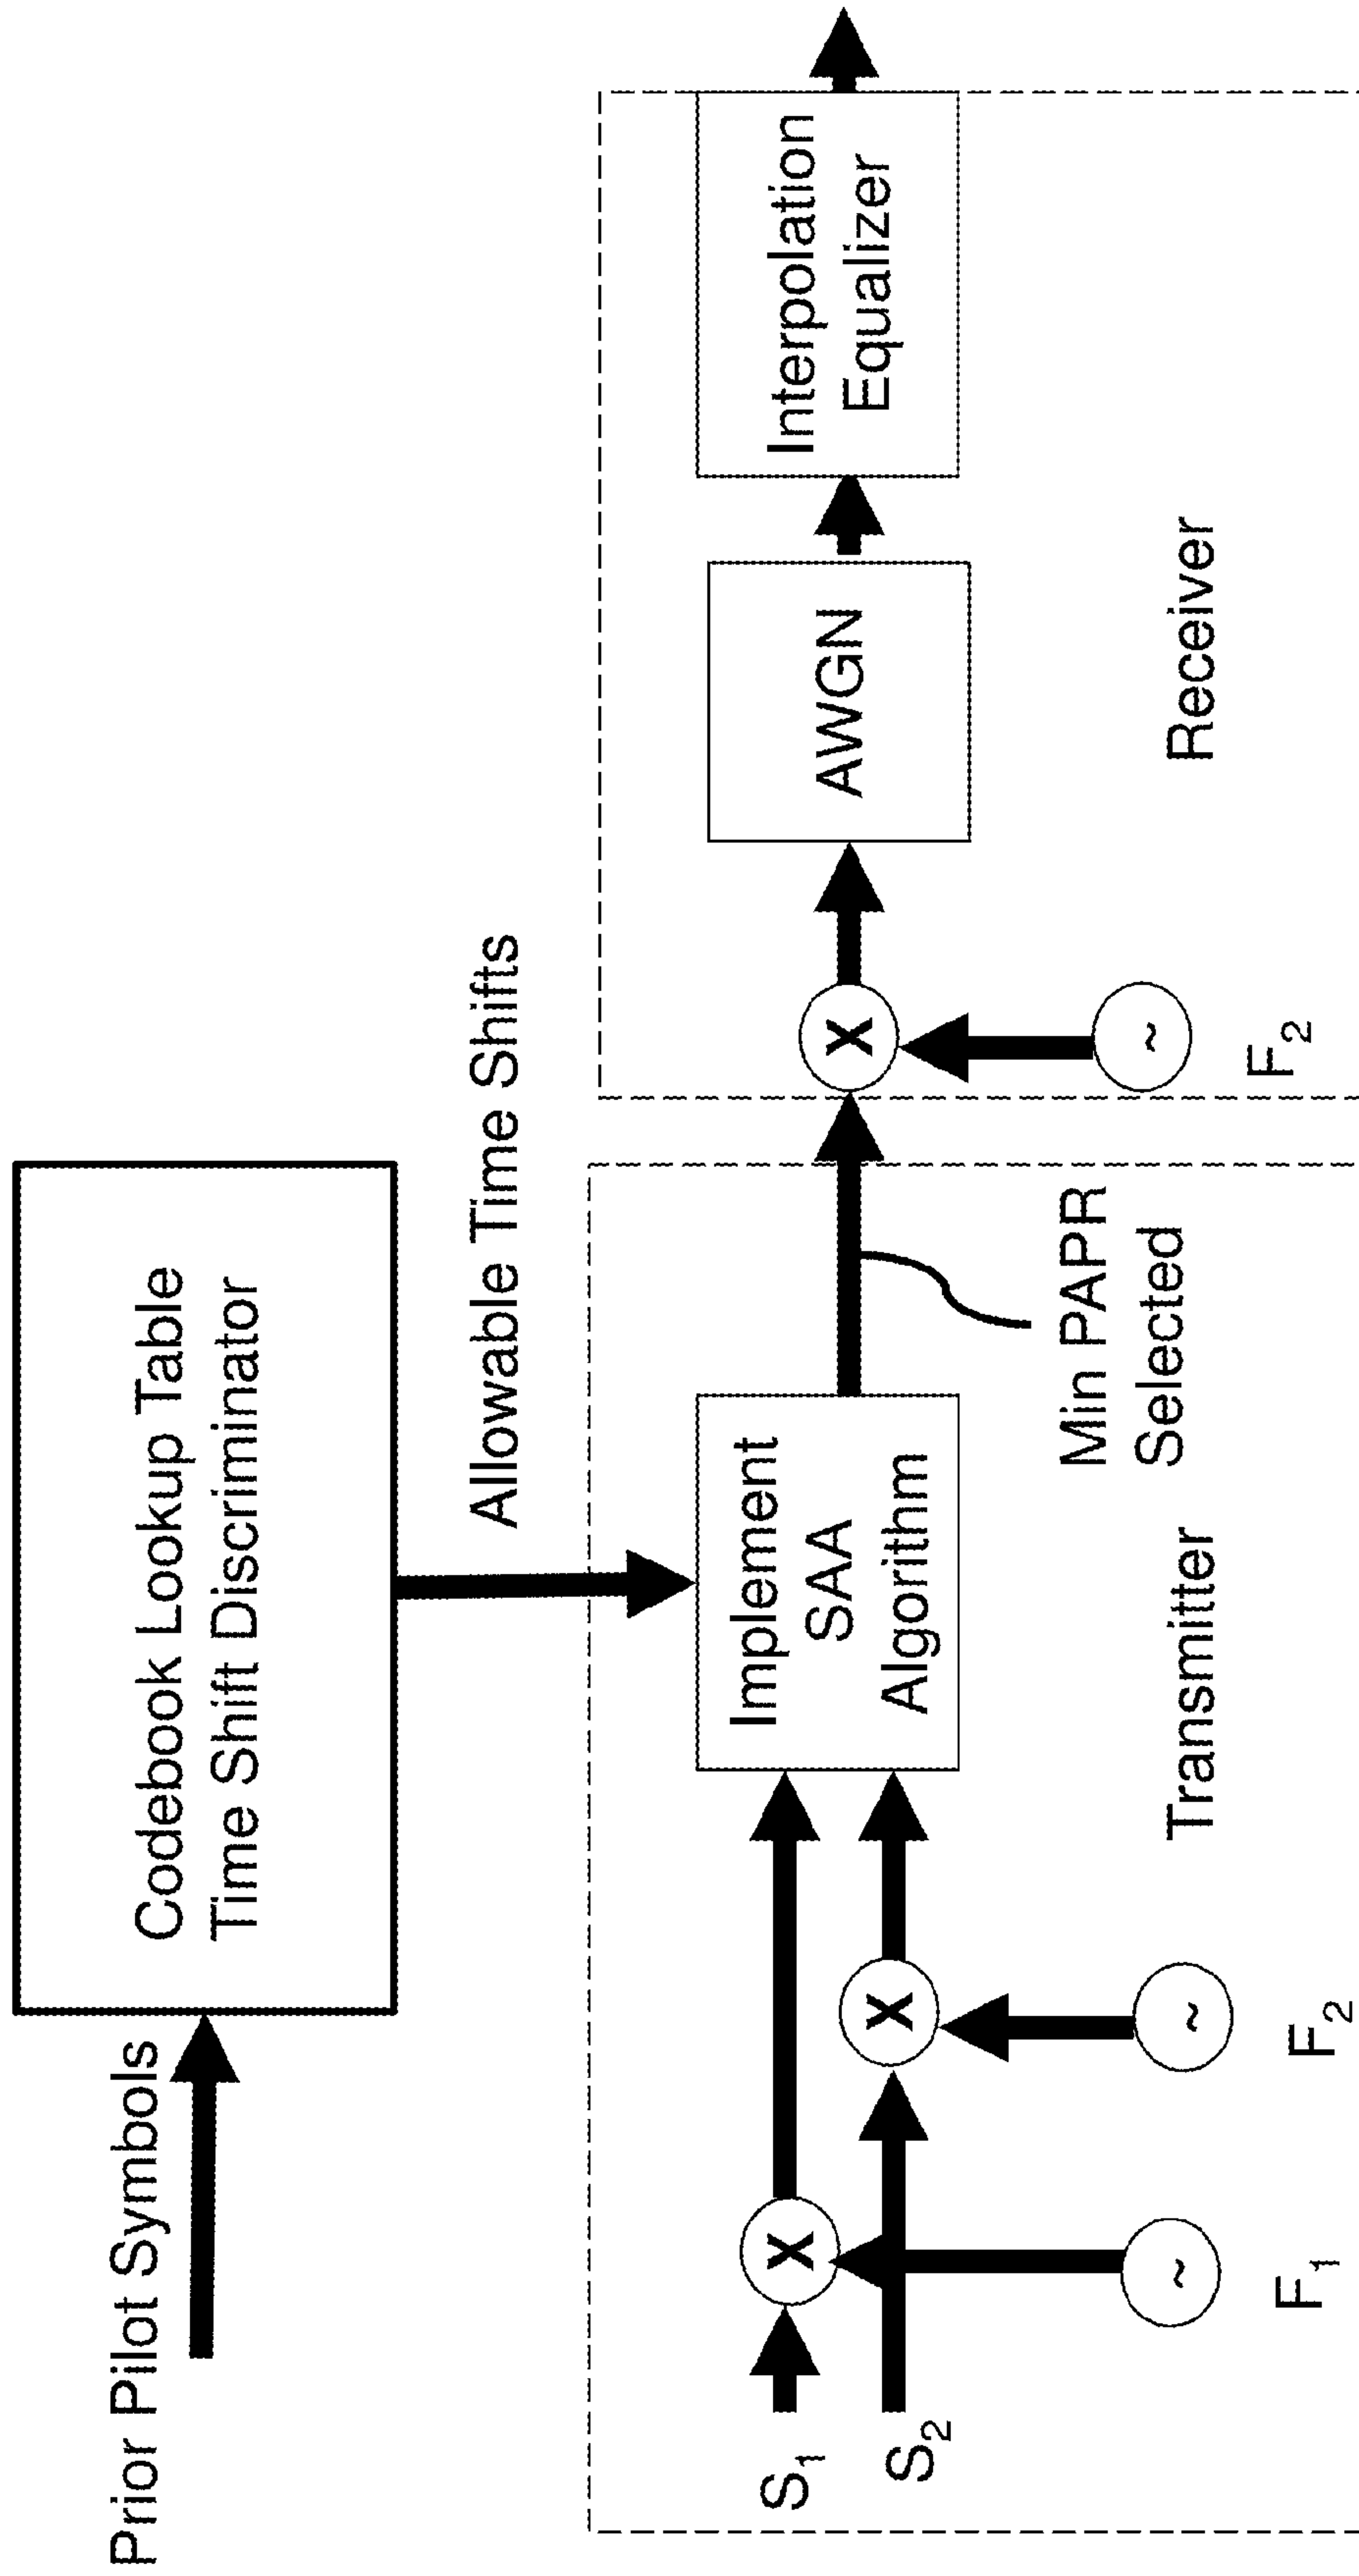 Prior Pilot Symbols
Codebook Lookup Table
Time Shift Discriminator
Allowable Time Shifts
S1
S2
X
X
~
F1
~
F2
Implement
SAA
Algorithm
Transmitter
Min PAPR
Selected
X
~
F2
AWGN
Interpolation
Equalizer
Receiver